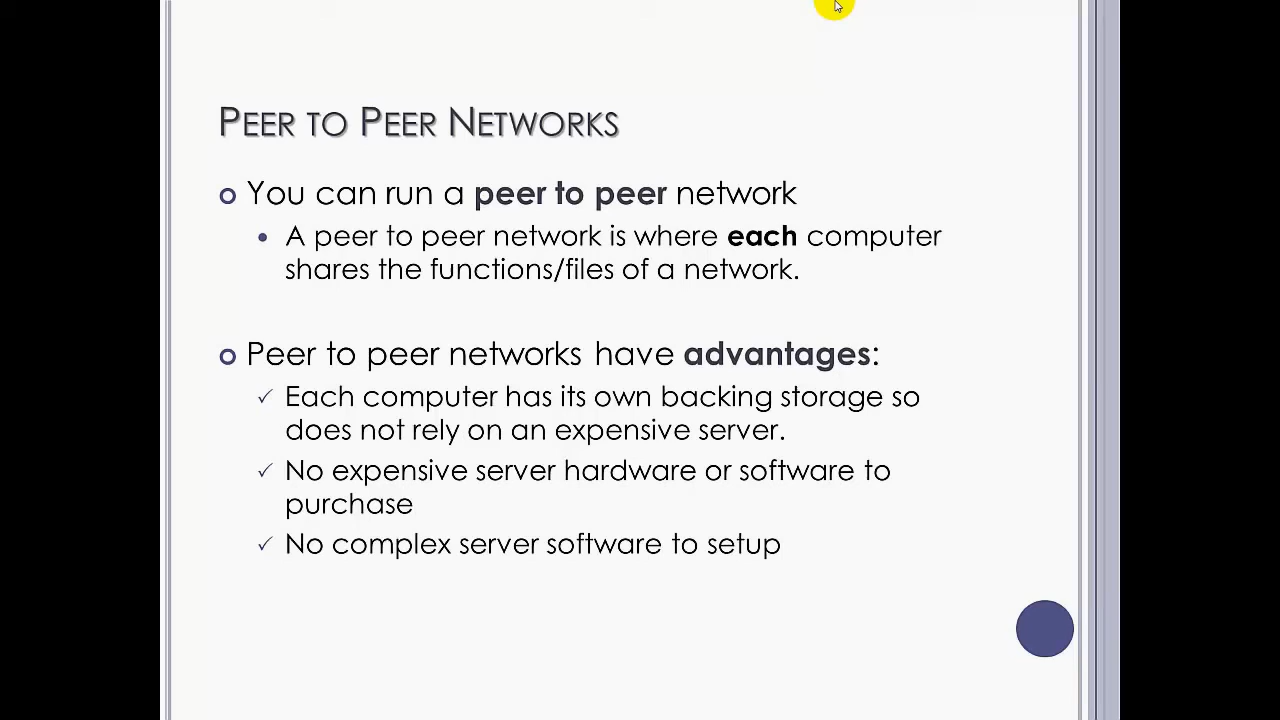 PEER TO PEER NETWORKS
You can run a peer to peer network
A peer to peer network is where each computer
shares the functions/files of a network.
Peer to peer networks have advantages:
Each computer has its own backing storage so
does not rely on an expensive server.
No expensive server hardware or software to
purchase
No complex server software to setup